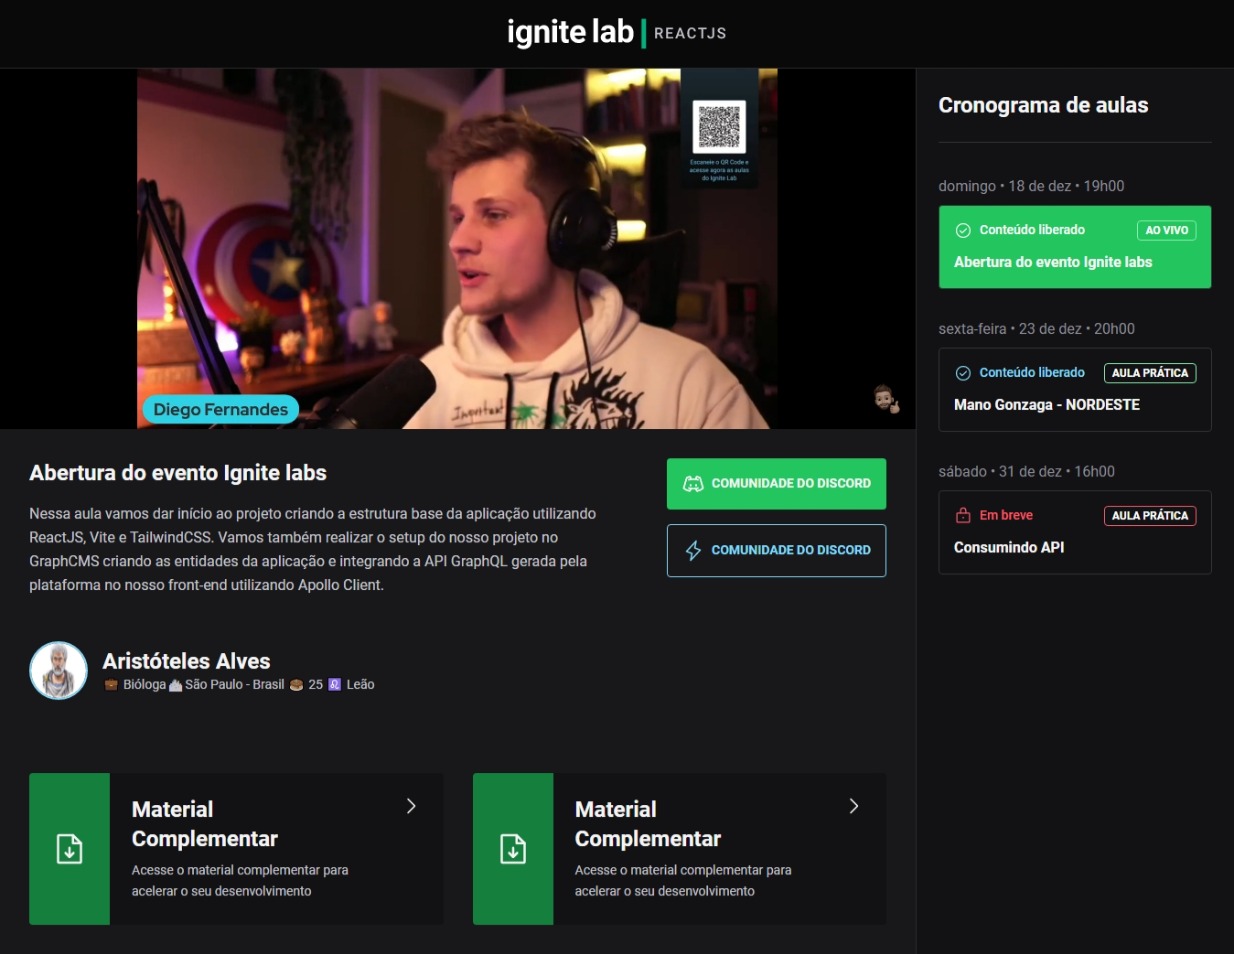 ignite lab | REACTJS
Escaneie o QR Code e
acesse agora as aulas
do Ignite Lab
Important
Diego Fernandes
Abertura do evento Ignite labs
Nessa aula vamos dar início ao projeto criando a estrutura base da aplicação utilizando
ReactJS, Vite e TailwindCSS. Vamos também realizar o setup do nosso projeto no
GraphCMS criando as entidades da aplicação e integrando a API GraphQL gerada pela
plataforma no nosso front-end utilizando Apollo Client.
COMUNIDADE DO DISCORD
COMUNIDADE DO DISCORD
Aristóteles Alves
Bióloga São Paulo - Brasil 25 Leão
Material
Complementar
Acesse o material complementar para
acelerar o seu desenvolvimento
Material
Complementar
Acesse o material complementar para
acelerar o seu desenvolvimento
Cronograma de aulas
domingo • 18 de dez • 19h00
Conteúdo liberado AO VIVO
Abertura do evento Ignite labs
sexta-feira • 23 de dez • 20h00
Conteúdo liberado AULA PRÁTICA
Mano Gonzaga - NORDESTE
sábado • 31 de dez • 16h00
Em breve AULA PRÁTICA
Consumindo API